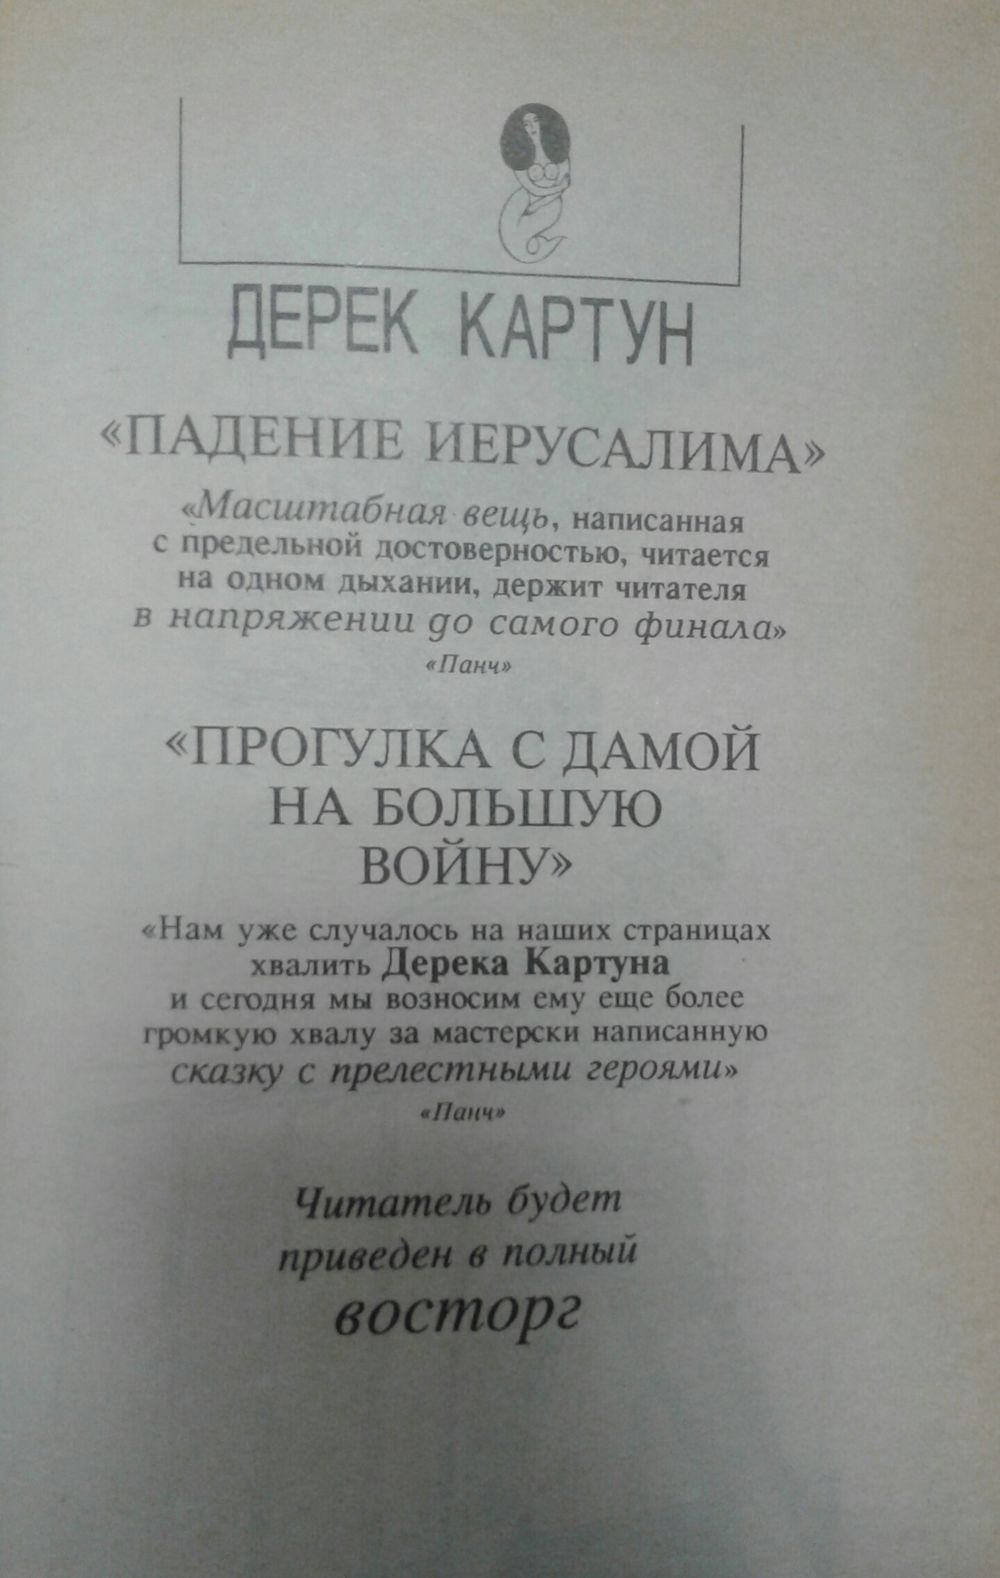 ДЕРЕК КАРТУН
«ПАДЕНИЕ ИЕРУСАЛИМА»
«Масштабная вещь, написанная
с предельной достоверностью, читается
на одном дыхании, держит читателя
в напряжении до самого финала»
«Панч»
«ПРОГУЛКА С ДАМОЙ
НА БОЛЬШУЮ
ВОЙНУ»
«Нам уже случалось на наших страницах
хвалить Дерека Картуна
и сегодня мы возносим ему еще более
громкую хвалу за мастерски написанную
сказку с прелестными героями»
«Панч»
Читатель будет
приведен в полный
восторг